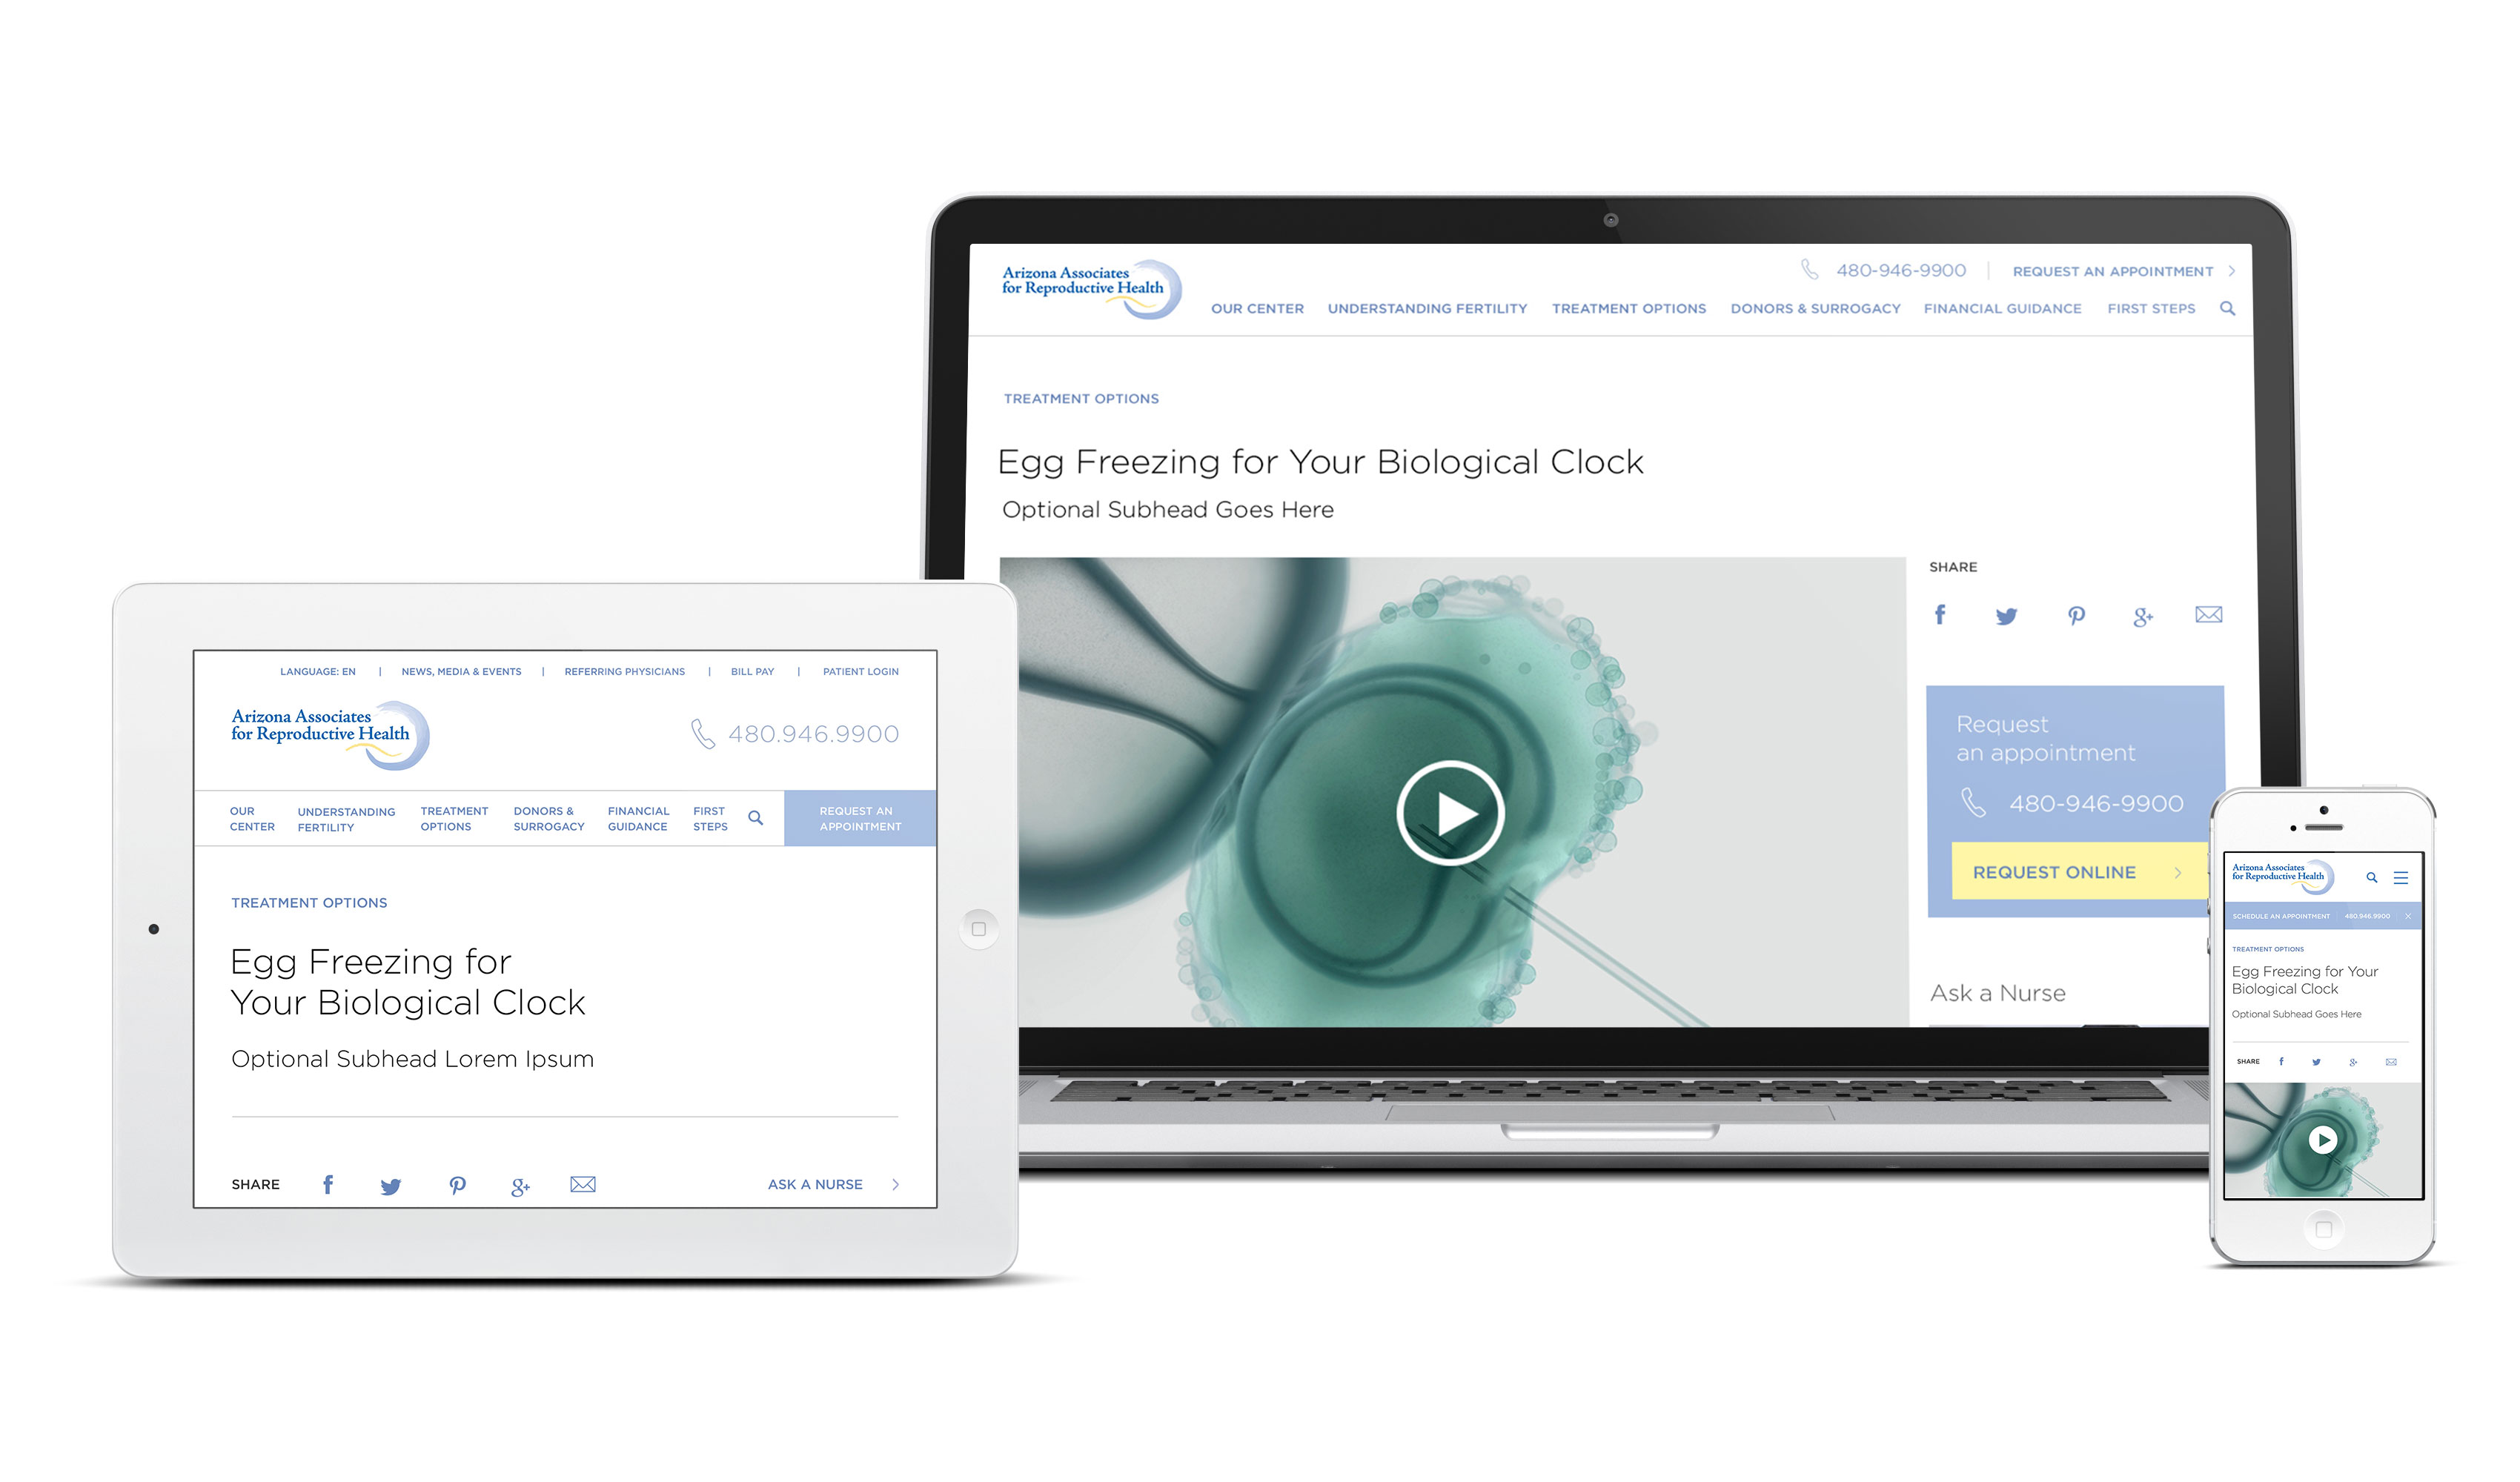 Arizona Associates
for Reproductive Health
480-946-9900 | REQUEST AN APPOINTMENT
OUR CENTER UNDERSTANDING FERTILITY TREATMENT OPTIONS DONORS & SURROGACY FINANCIAL GUIDANCE FIRST STEPS
TREATMENT OPTIONS
Egg Freezing for Your Biological Clock
Optional Subhead Goes Here
SHARE
f g+
Request
an appointment
480-946-9900
REQUEST ONLINE
Ask a Nurse
LANGUAGE: EN | NEWS, MEDIA & EVENTS | REFERRING PHYSICIANS | BILL PAY | PATIENT LOGIN
Arizona Associates
for Reproductive Health
480.946.9900
OUR
CENTER
UNDERSTANDING
FERTILITY
TREATMENT
OPTIONS
DONORS &
SURROGACY
FINANCIAL
GUIDANCE
FIRST
STEPS
REQUEST AN
APPOINTMENT
TREATMENT OPTIONS
Egg Freezing for
Your Biological Clock
Optional Subhead Lorem Ipsum
SHARE f g+ ASK A NURSE
Arizona Associates
for Reproductive Health
SCHEDULE AN APPOINTMENT 480.946.9900
TREATMENT OPTIONS
Egg Freezing for Your
Biological Clock
Optional Subhead Goes Here
SHARE f g+